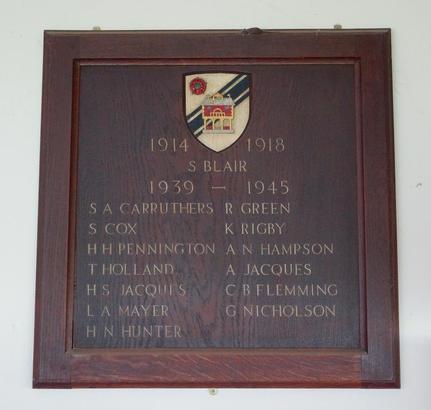 1914 1918
S BLAIR
1939 — 1945
S A CARRUTHERS R GREEN
S COX K RIGBY
H H PENNINGTON A N HAMPSON
T HOLLAND A JACQUES
H S JACQUES C B FLEMMING
L A MAYER G NICHOLSON
H N HUNTER